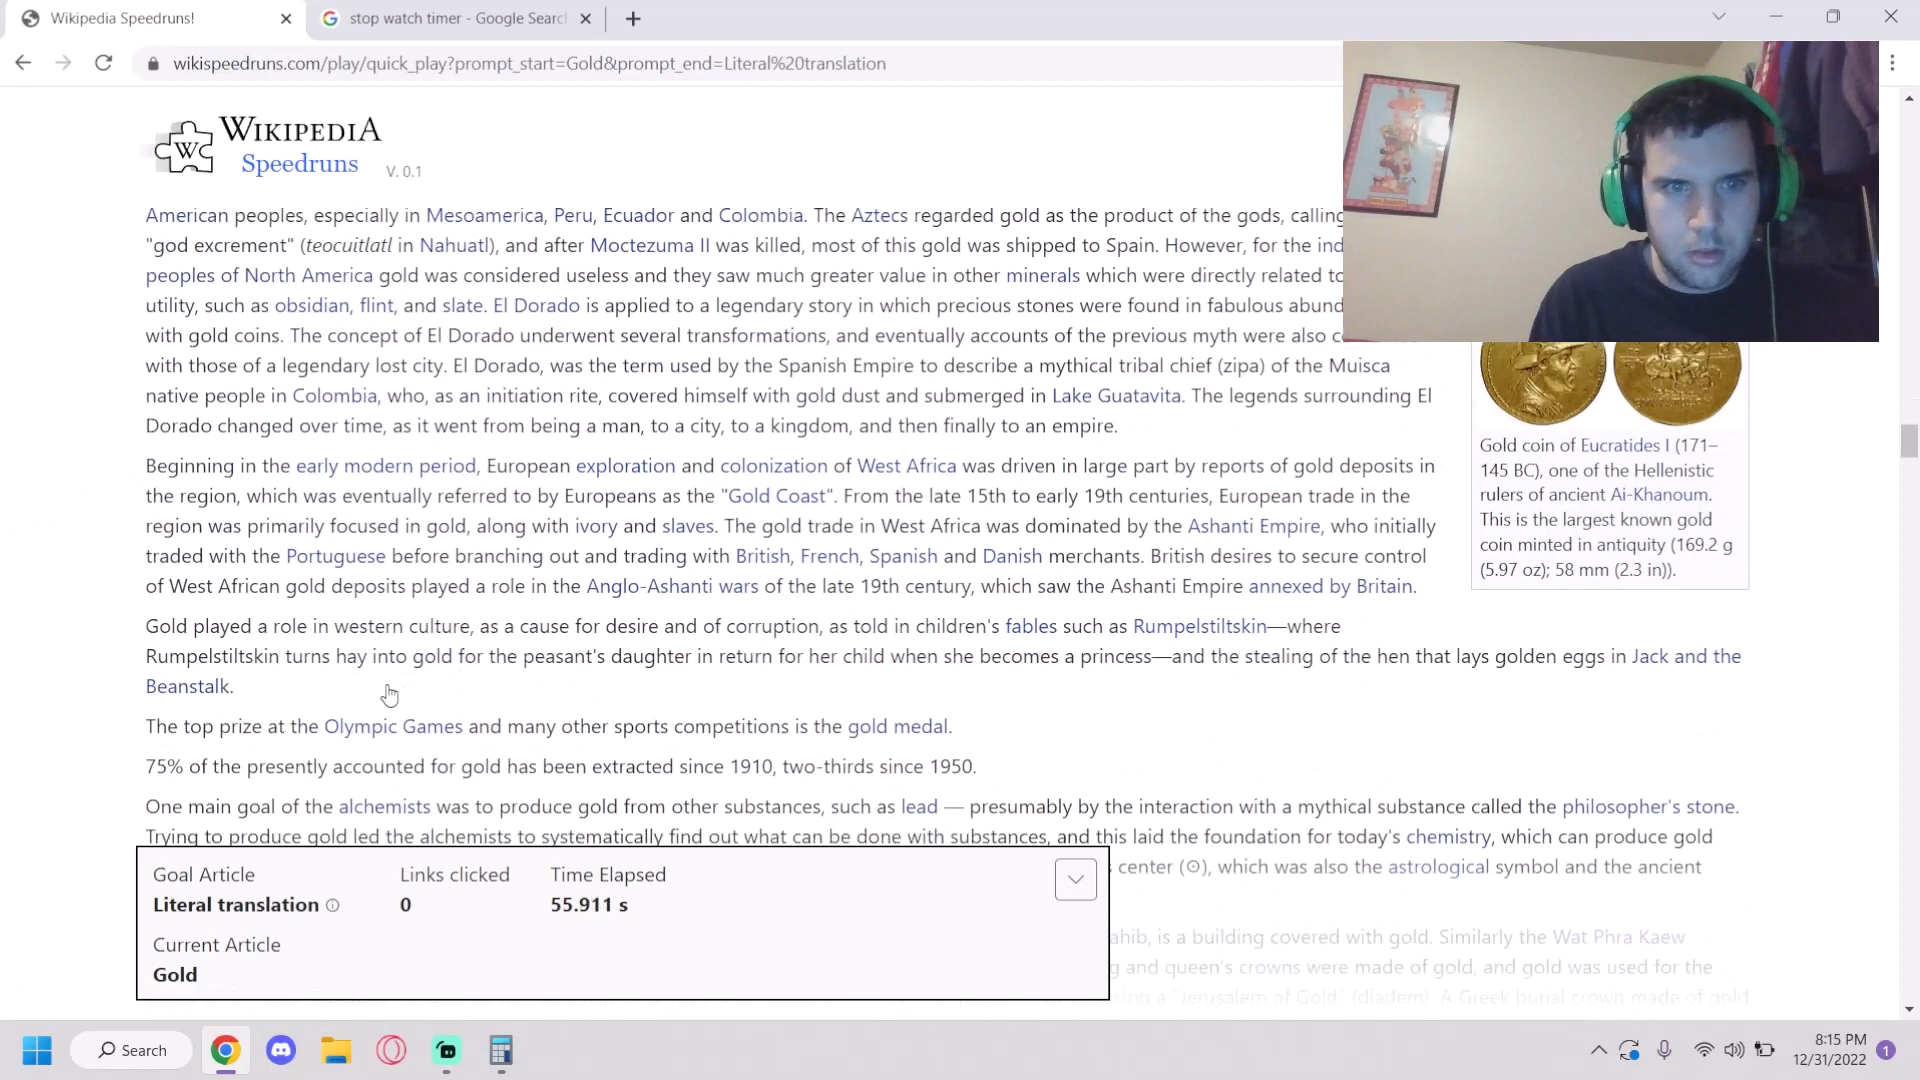 Wikipedia Speedruns!
stop watch timer - Google Search
wikispeedruns.com/play/quick_play?prompt_start=Gold&prompt_end=Literal%20translation
WIKIPEDIA
Speedruns V. 0.1
American peoples, especially in Mesoamerica, Peru, Ecuador and Colombia. The Aztecs regarded gold as the product of the gods, calling
"god excrement" (teocuitlatl in Nahuatl), and after Moctezuma II was killed, most of this gold was shipped to Spain. However, for the ind
peoples of North America gold was considered useless and they saw much greater value in other minerals which were directly related to
utility, such as obsidian, flint, and slate. El Dorado is applied to a legendary story in which precious stones were found in fabulous abund
with gold coins. The concept of El Dorado underwent several transformations, and eventually accounts of the previous myth were also c
with those of a legendary lost city. El Dorado, was the term used by the Spanish Empire to describe a mythical tribal chief (zipa) of the Muisca
native people in Colombia, who, as an initiation rite, covered himself with gold dust and submerged in Lake Guatavita. The legends surrounding El
Dorado changed over time, as it went from being a man, to a city, to a kingdom, and then finally to an empire.
Gold coin of Eucratides I (171–
145 BC), one of the Hellenistic
rulers of ancient Ai-Khanoum.
This is the largest known gold
coin minted in antiquity (169.2 g
(5.97 oz); 58 mm (2.3 in)).
Beginning in the early modern period, European exploration and colonization of West Africa was driven in large part by reports of gold deposits in
the region, which was eventually referred to by Europeans as the "Gold Coast". From the late 15th to early 19th centuries, European trade in the
region was primarily focused in gold, along with ivory and slaves. The gold trade in West Africa was dominated by the Ashanti Empire, who initially
traded with the Portuguese before branching out and trading with British, French, Spanish and Danish merchants. British desires to secure control
of West African gold deposits played a role in the Anglo-Ashanti wars of the late 19th century, which saw the Ashanti Empire annexed by Britain.
Gold played a role in western culture, as a cause for desire and of corruption, as told in children's fables such as Rumpelstiltskin—where
Rumpelstiltskin turns hay into gold for the peasant's daughter in return for her child when she becomes a princess—and the stealing of the hen that lays golden eggs in Jack and the
Beanstalk.
The top prize at the Olympic Games and many other sports competitions is the gold medal.
75% of the presently accounted for gold has been extracted since 1910, two-thirds since 1950.
One main goal of the alchemists was to produce gold from other substances, such as lead — presumably by the interaction with a mythical substance called the philosopher's stone.
Trying to produce gold led the alchemists to systematically find out what can be done with substances, and this laid the foundation for today's chemistry, which can produce gold
center (☉), which was also the astrological symbol and the ancient
ahib, is a building covered with gold. Similarly the Wat Phra Kaew
g and queen's crowns were made of gold, and gold was used for the
ing a "Jerusalem of Gold" (diadem). A Greek burial crown made of gold
Goal Article Links clicked Time Elapsed
Literal translation 0 55.911 s
Current Article
Gold
Search
8:15 PM
12/31/2022
1